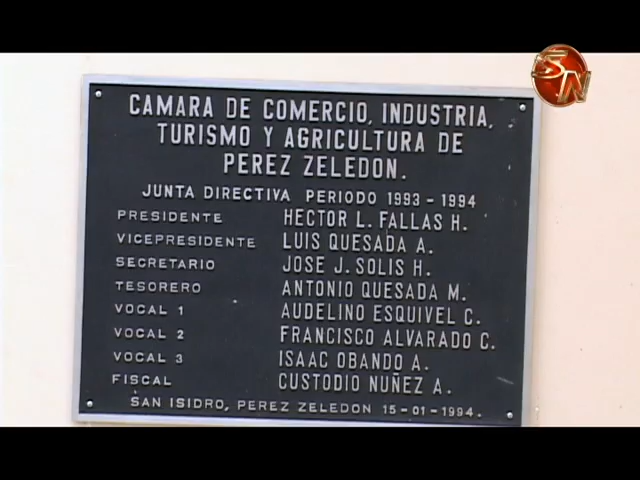 SN
CAMARA DE COMERCIO, INDUSTRIA,
TURISMO Y AGRICULTURA DE
PEREZ ZELEDON.
JUNTA DIRECTIVA PERIODO 1993 - 1994
PRESIDENTE HECTOR L. FALLAS H.
VICEPRESIDENTE LUIS QUESADA A.
SECRETARIO JOSE J. SOLIS H.
TESORERO ANTONIO QUESADA M.
VOCAL 1 AUDELINO ESQUIVEL C.
VOCAL 2 FRANCISCO ALVARADO C.
VOCAL 3 ISAAC OBANDO A.
FISCAL CUSTODIO NUÑEZ A.
SAN ISIDRO, PEREZ ZELEDON 15-01-1994.